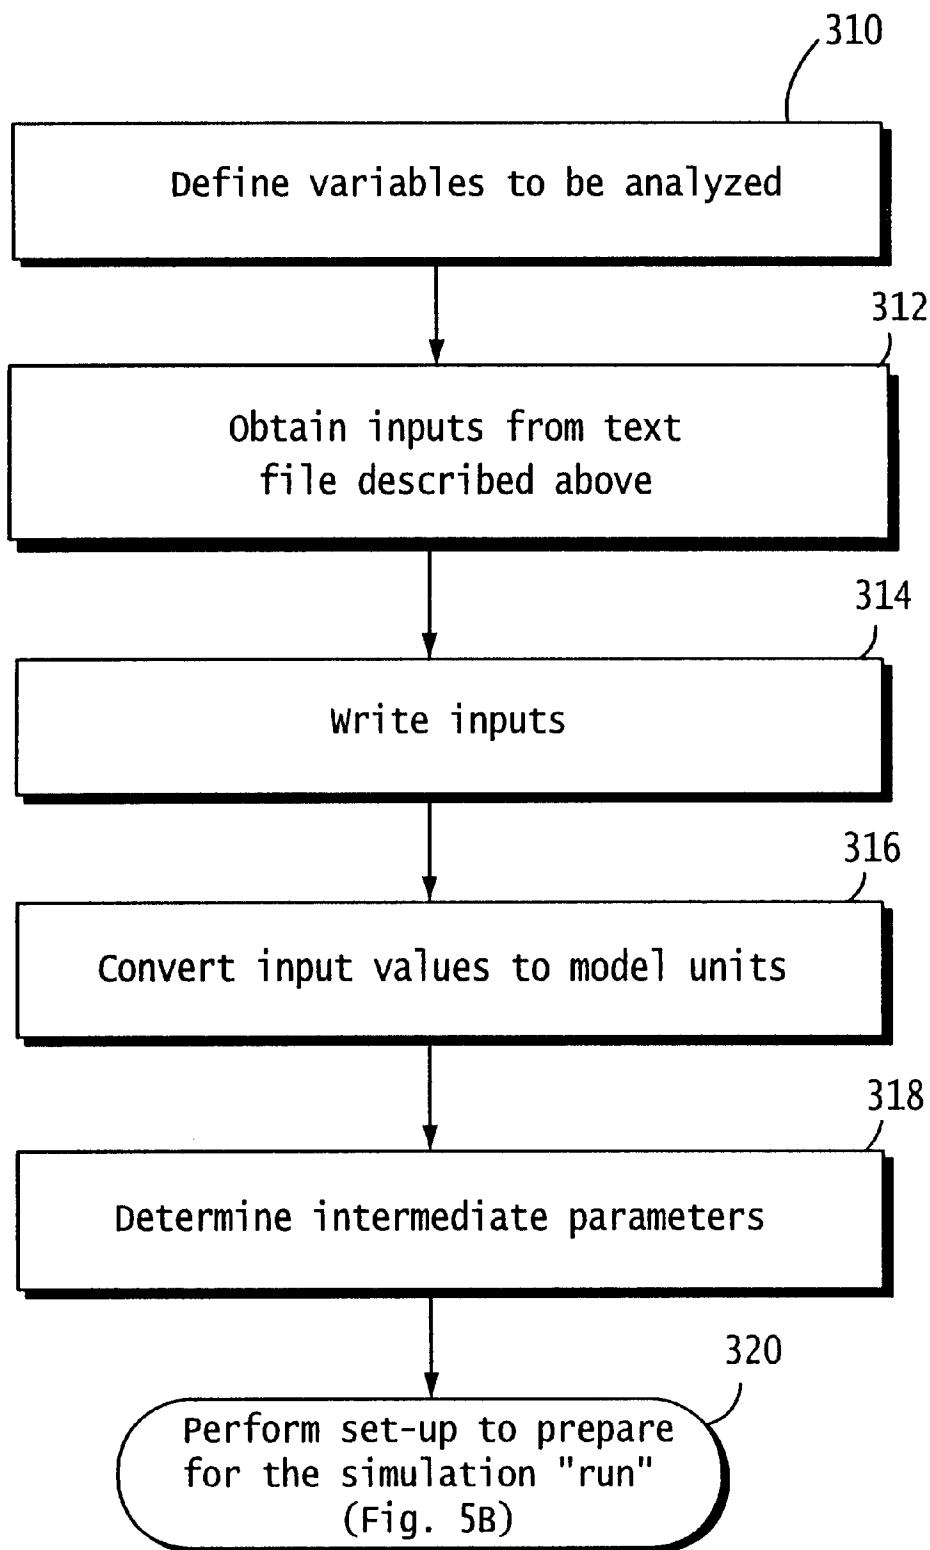 310
Define variables to be analyzed
312
Obtain inputs from text
file described above
314
Write inputs
316
Convert input values to model units
318
Determine intermediate parameters
320
Perform set-up to prepare
for the simulation "run"
(Fig. 5B)